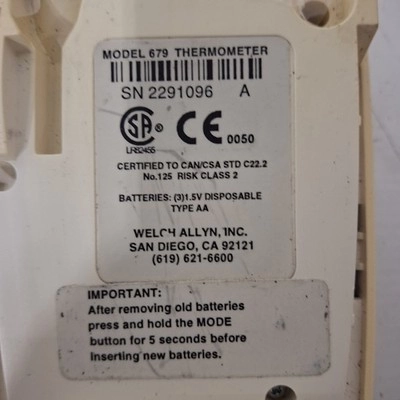 MODEL 679 THERMOMETER
SN 2291096 A
CSA ® CE 0050
LR82455
CERTIFIED TO CAN/CSA STD C22.2
No.125 RISK CLASS 2
BATTERIES: (3)1.5V DISPOSABLE
TYPE AA
WELCH ALLYN, INC.
SAN DIEGO, CA 92121
(619) 621-6600
IMPORTANT:
After removing old batteries
press and hold the MODE
button for 5 seconds before
inserting new batteries.